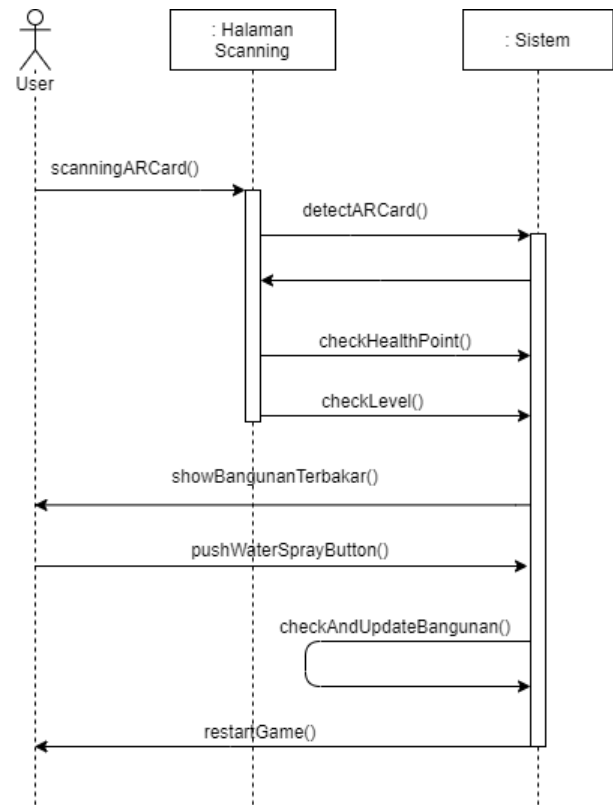 : Halaman
Scanning
: Sistem
User
scanningARCard()
detectARCard()
checkHealthPoint()
checkLevel()
showBangunanTerbakar()
pushWaterSprayButton()
checkAndUpdateBangunan()
restartGame()